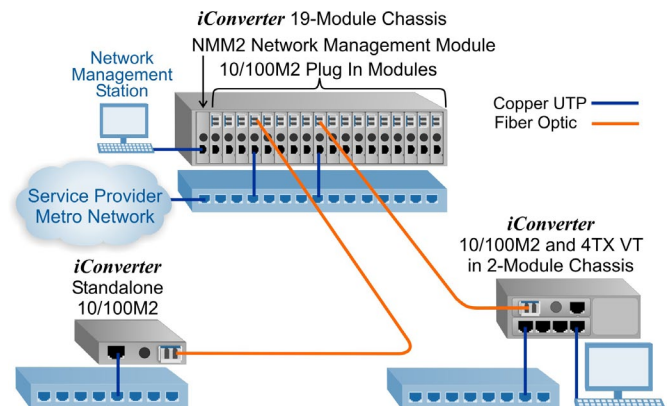 iConverter 19-Module Chassis
NMM2 Network Management Module
10/100M2 Plug In Modules
Network
Management
Station
Copper UTP
Fiber Optic
Service Provider
Metro Network
iConverter
10/100M2 and 4TX VT
in 2-Module Chassis
iConverter
Standalone
10/100M2